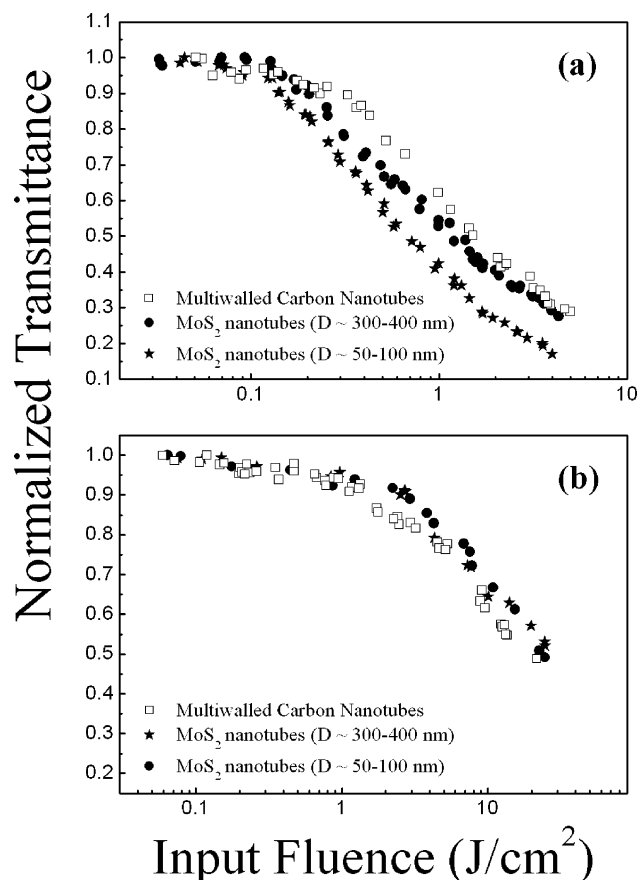 Normalized Transmittance
1.1
1.0
0.9
0.8
0.7
0.6
0.5
0.4
0.3
0.2
0.1
(a)
Multiwalled Carbon Nanotubes
MoS₂ nanotubes (D ~ 300-400 nm)
MoS₂ nanotubes (D ~ 50-100 nm)
0.1
1
10
1.0
0.9
0.8
0.7
0.6
0.5
0.4
0.3
0.2
(b)
Multiwalled Carbon Nanotubes
MoS₂ nanotubes (D ~ 300-400 nm)
MoS₂ nanotubes (D ~ 50-100 nm)
0.1
1
10
Input Fluence (J/cm²)